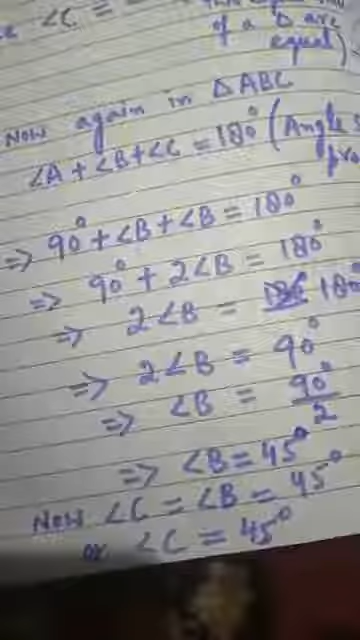 ∠C =
of a Δ are
equal)
Now again in ΔABC
∠A + ∠B + ∠C = 180° (Angle
⇒ 90° + ∠B + ∠B = 180°
⇒ 90° + 2∠B = 180°
⇒ 2∠B = 180
⇒ 2∠B = 90°
⇒ ∠B = 90°/2
⇒ ∠B = 45°
Now ∠C = ∠B = 45°
or ∠C = 45°